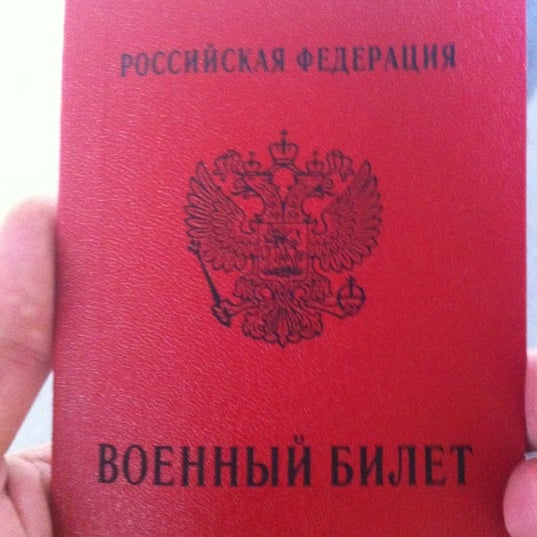 РОССИЙСКАЯ ФЕДЕРАЦИЯ
ВОЕННЫЙ БИЛЕТ